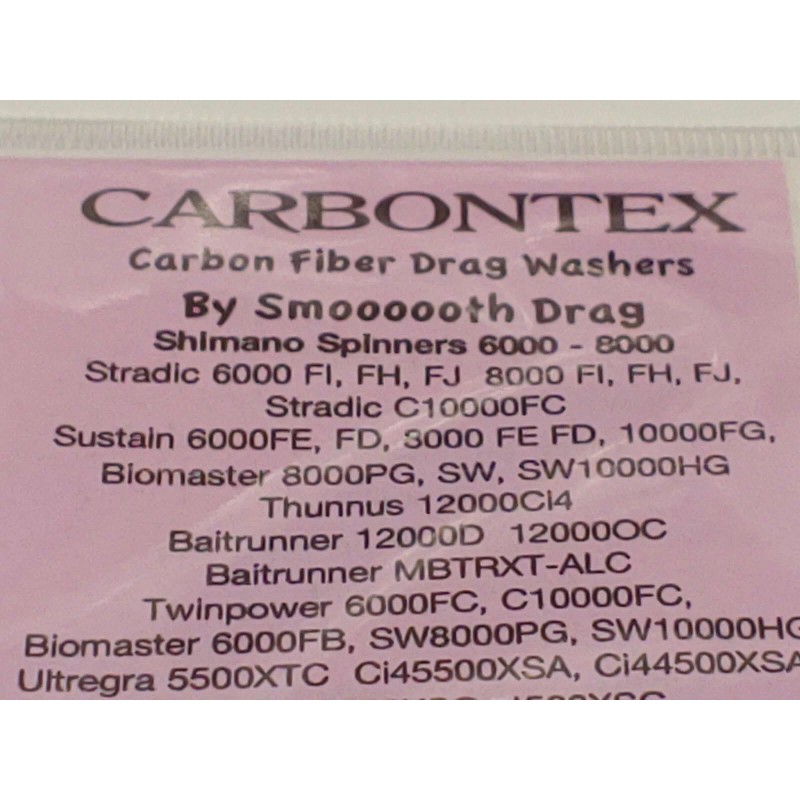 CARBONTEX
Carbon Fiber Drag Washers
By Smoooooth Drag
Shimano Spinners 6000 - 8000
Stradic 6000 FI, FH, FJ 8000 FI, FH, FJ,
Stradic C10000FC
Sustain 6000FE, FD, 8000 FE FD, 10000FG,
Biomaster 8000PG, SW, SW10000HG
Thunnus 12000Ci4
Baitrunner 12000D 12000OC
Baitrunner MBTRXT-ALC
Twinpower 6000FC, C10000FC,
Biomaster 6000FB, SW8000PG, SW10000HG
Ultregra 5500XTC Ci45500XSA, Ci44500XSA